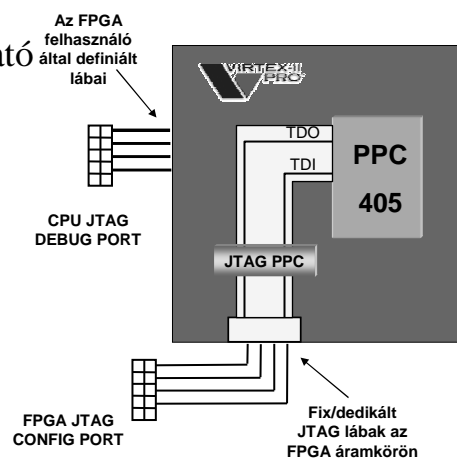 Az FPGA
felhasználó
által definiált
lábai
ató
VIRTEX-II
PRO
TDO
TDI
PPC
405
CPU JTAG
DEBUG PORT
JTAG PPC
FPGA JTAG
CONFIG PORT
Fix/dedikált
JTAG lábak az
FPGA áramkörön